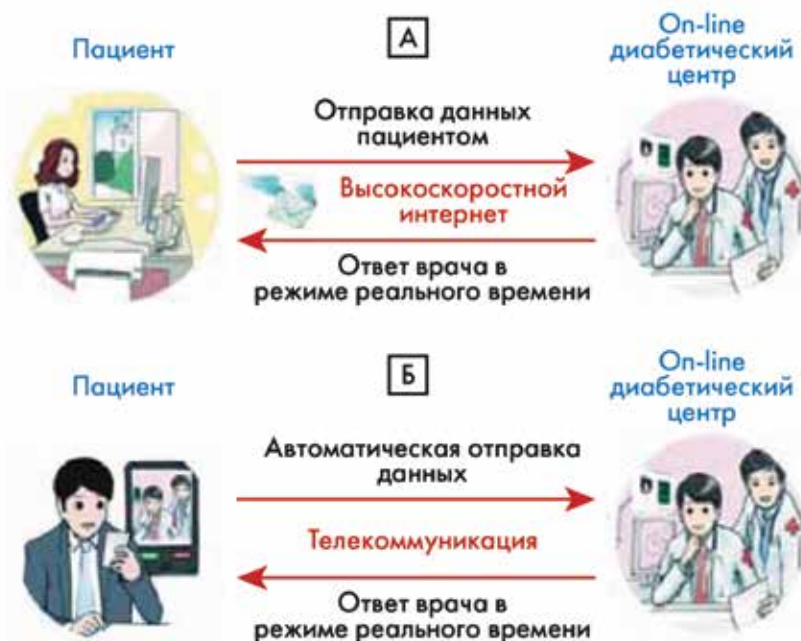 Пациент
А
On-line
диабетический
центр
Отправка данных
пациентом
Высокоскоростной
интернет
Ответ врача в
режиме реального времени
Пациент
Б
On-line
диабетический
центр
Автоматическая отправка
данных
Телекоммуникация
Ответ врача в
режиме реального времени